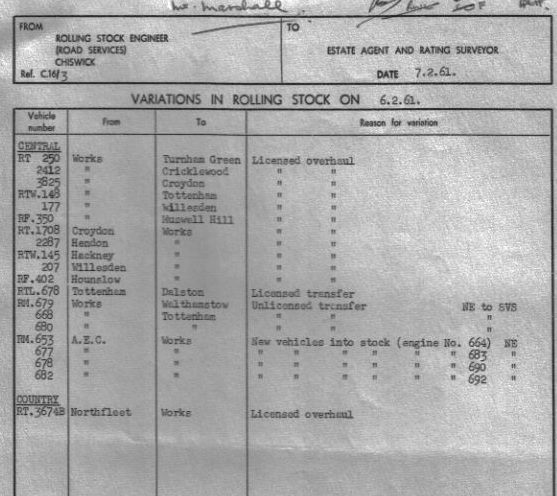 Mr. Marshall
FROM
ROLLING STOCK ENGINEER
(ROAD SERVICES)
CHISWICK
Ref. C.16/3
TO
ESTATE AGENT AND RATING SURVEYOR
DATE 7.2.61.
VARIATIONS IN ROLLING STOCK ON 6.2.61.
Vehicle number From To Reason for variation
CENTRAL
RT 250 Works Turnham Green Licensed overhaul
2412 " Cricklewood " "
3825 " Croydon " "
RTW.148 " Tottenham " "
177 " Willesden " "
RF.350 " Muswell Hill " "
RT.1708 Croydon Works " "
2287 Hendon " " "
RTW.145 Hackney " " "
207 Willesden " " "
RF.402 Hounslow " " "
RTL.678 Tottenham Dalston Licensed transfer
RM.679 Works Walthamstow Unlicensed transfer NE to SVS
668 " Tottenham " "
680 " " " "
RM.653 A.E.C. Works New vehicles into stock (engine No. 664) NE
677 " " " " " " " " 683 "
678 " " " " " " " " 690 "
682 " " " " " " " " 692 "
COUNTRY
RT.3674B Northfleet Works Licensed overhaul